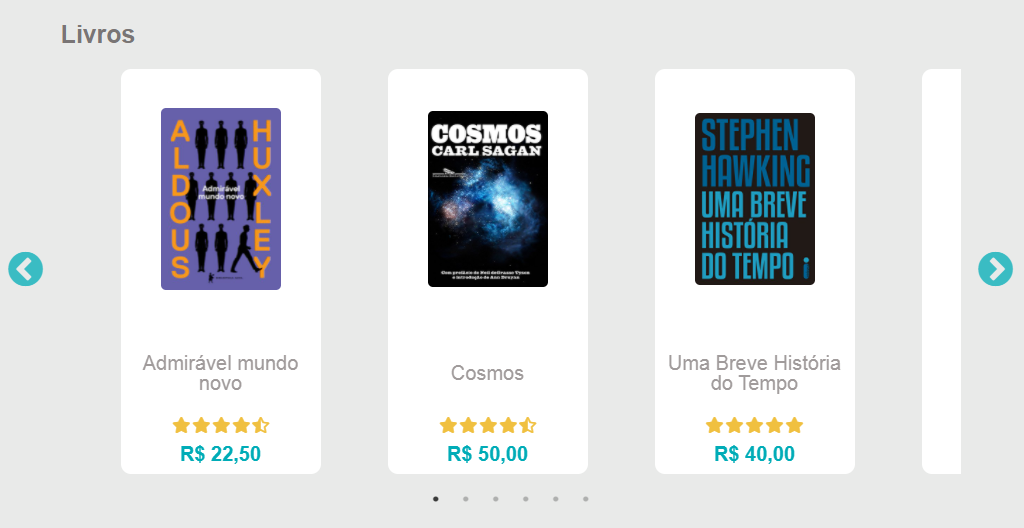 Livros
ALDOUS
HUXLEY
Admirável
mundo novo
COSMOS
CARL SAGAN
Com prefácio de Neil deGrasse Tyson
e introdução de Ann Druyan
STEPHEN
HAWKING
UMA BREVE
HISTÓRIA
DO TEMPO
Admirável mundo
novo
R$ 22,50
Cosmos
R$ 50,00
Uma Breve História
do Tempo
R$ 40,00